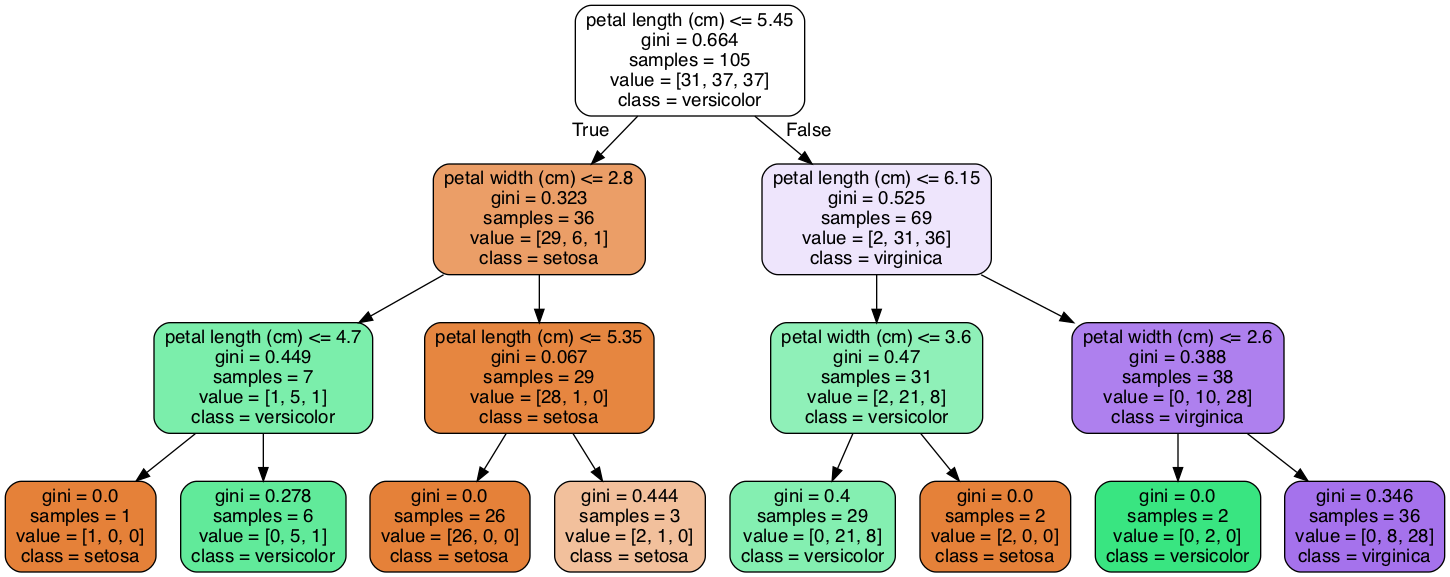 petal length (cm) <= 5.45
gini = 0.664
samples = 105
value = [31, 37, 37]
class = versicolor
True
False
petal width (cm) <= 2.8
gini = 0.323
samples = 36
value = [29, 6, 1]
class = setosa
petal length (cm) <= 6.15
gini = 0.525
samples = 69
value = [2, 31, 36]
class = virginica
petal length (cm) <= 4.7
gini = 0.449
samples = 7
value = [1, 5, 1]
class = versicolor
petal length (cm) <= 5.35
gini = 0.067
samples = 29
value = [28, 1, 0]
class = setosa
petal width (cm) <= 3.6
gini = 0.47
samples = 31
value = [2, 21, 8]
class = versicolor
petal width (cm) <= 2.6
gini = 0.388
samples = 38
value = [0, 10, 28]
class = virginica
gini = 0.0
samples = 1
value = [1, 0, 0]
class = setosa
gini = 0.278
samples = 6
value = [0, 5, 1]
class = versicolor
gini = 0.0
samples = 26
value = [26, 0, 0]
class = setosa
gini = 0.444
samples = 3
value = [2, 1, 0]
class = setosa
gini = 0.4
samples = 29
value = [0, 21, 8]
class = versicolor
gini = 0.0
samples = 2
value = [2, 0, 0]
class = setosa
gini = 0.0
samples = 2
value = [0, 2, 0]
class = versicolor
gini = 0.346
samples = 36
value = [0, 8, 28]
class = virginica